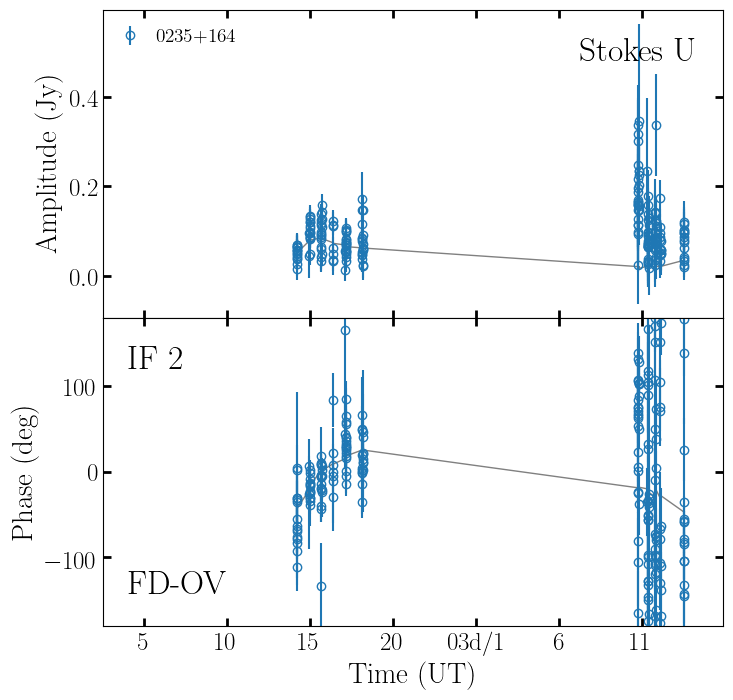 0235+164
Stokes U
Amplitude (Jy)
0.4
0.2
0.0
IF 2
Phase (deg)
100
0
−100
FD-OV
5 10 15 20 03d/1 6 11
Time (UT)